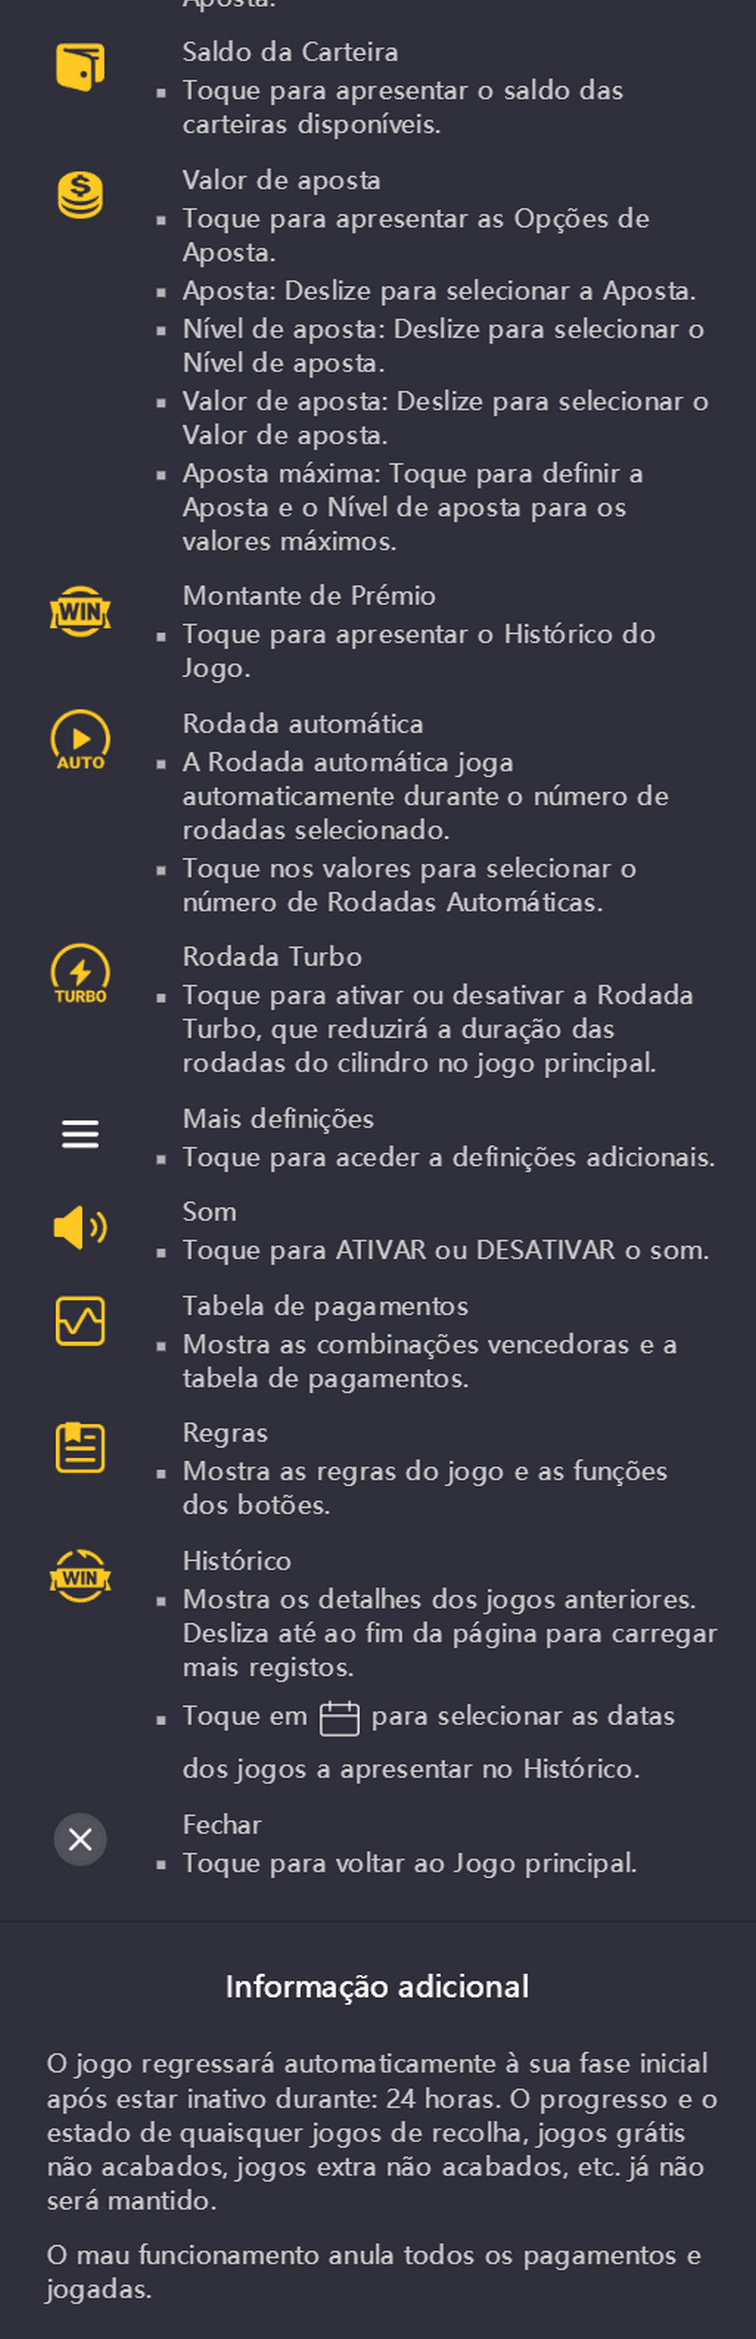 Aposta.
Saldo da Carteira
▪ Toque para apresentar o saldo das
carteiras disponíveis.
Valor de aposta
▪ Toque para apresentar as Opções de
Aposta.
▪ Aposta: Deslize para selecionar a Aposta.
▪ Nível de aposta: Deslize para selecionar o
Nível de aposta.
▪ Valor de aposta: Deslize para selecionar o
Valor de aposta.
▪ Aposta máxima: Toque para definir a
Aposta e o Nível de aposta para os
valores máximos.
WIN
Montante de Prémio
▪ Toque para apresentar o Histórico do
Jogo.
AUTO
Rodada automática
▪ A Rodada automática joga
automaticamente durante o número de
rodadas selecionado.
▪ Toque nos valores para selecionar o
número de Rodadas Automáticas.
TURBO
Rodada Turbo
▪ Toque para ativar ou desativar a Rodada
Turbo, que reduzirá a duração das
rodadas do cilindro no jogo principal.
Mais definições
▪ Toque para aceder a definições adicionais.
Som
▪ Toque para ATIVAR ou DESATIVAR o som.
Tabela de pagamentos
▪ Mostra as combinações vencedoras e a
tabela de pagamentos.
Regras
▪ Mostra as regras do jogo e as funções
dos botões.
WIN
Histórico
▪ Mostra os detalhes dos jogos anteriores.
Desliza até ao fim da página para carregar
mais registos.
▪ Toque em para selecionar as datas
dos jogos a apresentar no Histórico.
Fechar
▪ Toque para voltar ao Jogo principal.
Informação adicional
O jogo regressará automaticamente à sua fase inicial
após estar inativo durante: 24 horas. O progresso e o
estado de quaisquer jogos de recolha, jogos grátis
não acabados, jogos extra não acabados, etc. já não
será mantido.
O mau funcionamento anula todos os pagamentos e
jogadas.